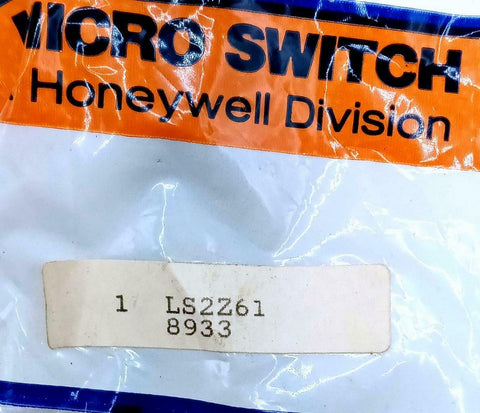 MICRO SWITCH
. Honeywell Division
1 LS2Z61
8933